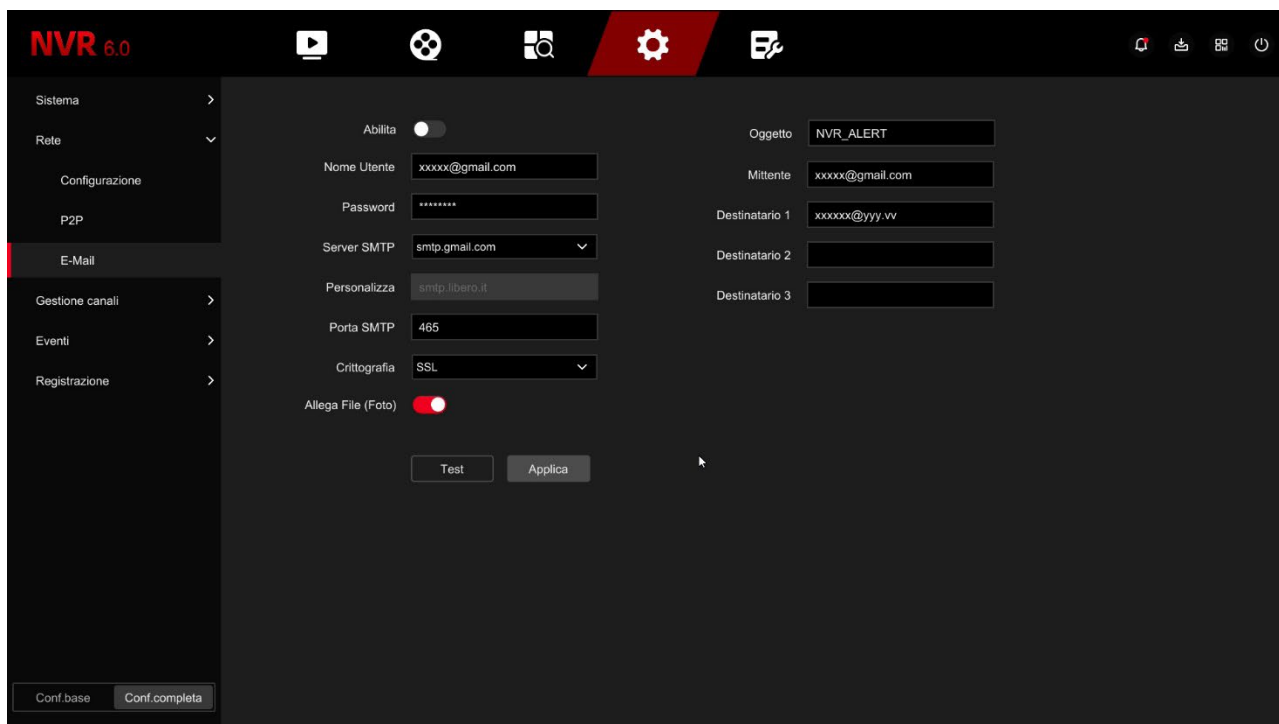 NVR 6.0
Sistema
Rete
Configurazione
P2P
E-Mail
Gestione canali
Eventi
Registrazione
Conf.base Conf.completa
Abilita
Nome Utente xxxxx@gmail.com
Password ********
Server SMTP smtp.gmail.com
Personalizza smtp.libero.it
Porta SMTP 465
Crittografia SSL
Allega File (Foto)
Test Applica
Oggetto NVR_ALERT
Mittente xxxxx@gmail.com
Destinatario 1 xxxxxx@yyy.vv
Destinatario 2
Destinatario 3